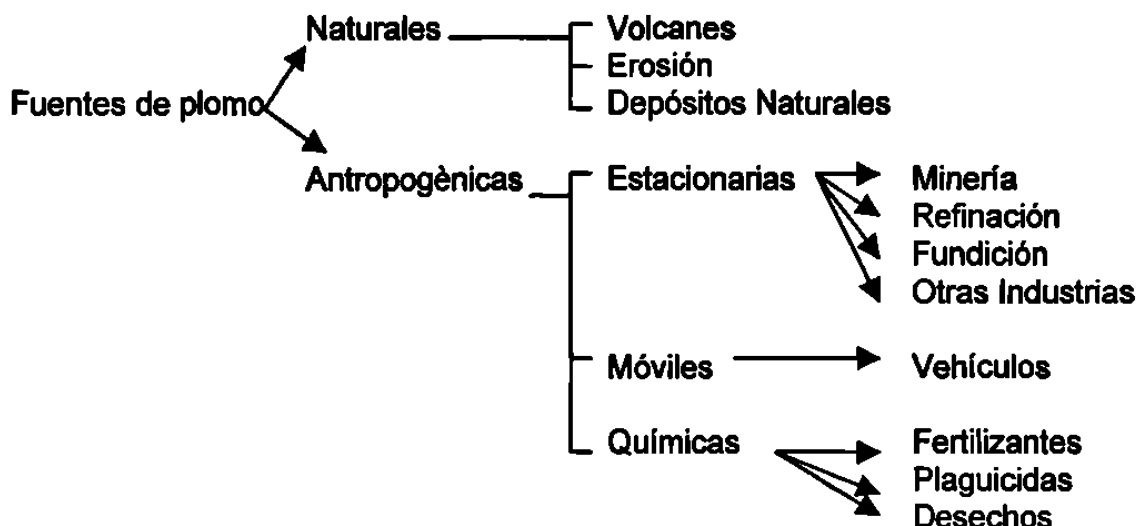 Naturales
Volcanes
Erosión
Depósitos Naturales
Fuentes de plomo
Antropogènicas
Estacionarias
Minería
Refinación
Fundición
Otras Industrias
Móviles
Vehículos
Químicas
Fertilizantes
Plaguicidas
Desechos